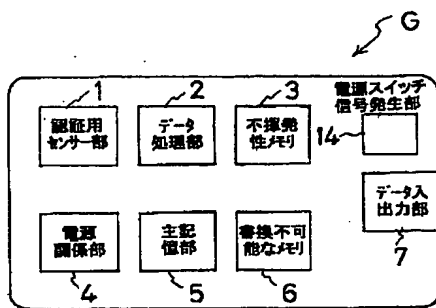 G
1
2
3
電源スイッチ
信号発生部
認証用
センサー部
データ
処理部
不揮発
性メモリ
14
データ入
出力部
7
電源
関係部
主記
憶部
書換不可
能なメモリ
4
5
6